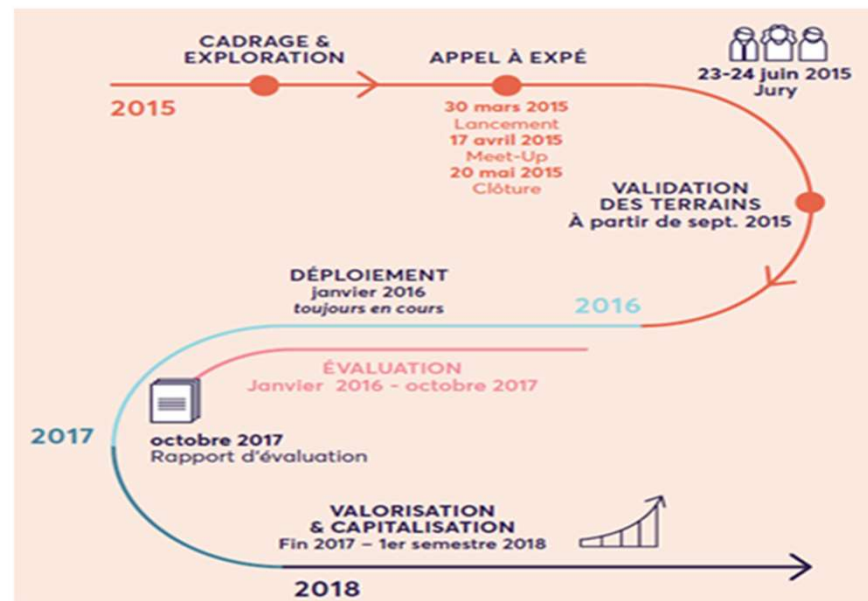 CADRAGE &
EXPLORATION
APPEL À EXPÉ
23-24 juin 2015
Jury
2015
30 mars 2015
Lancement
17 avril 2015
Meet-Up
20 mai 2015
Clôture
VALIDATION
DES TERRAINS
À partir de sept. 2015
DÉPLOIEMENT
janvier 2016
toujours en cours
2016
ÉVALUATION
Janvier 2016 - octobre 2017
2017
octobre 2017
Rapport d'évaluation
VALORISATION
& CAPITALISATION
Fin 2017 – 1er semestre 2018
2018